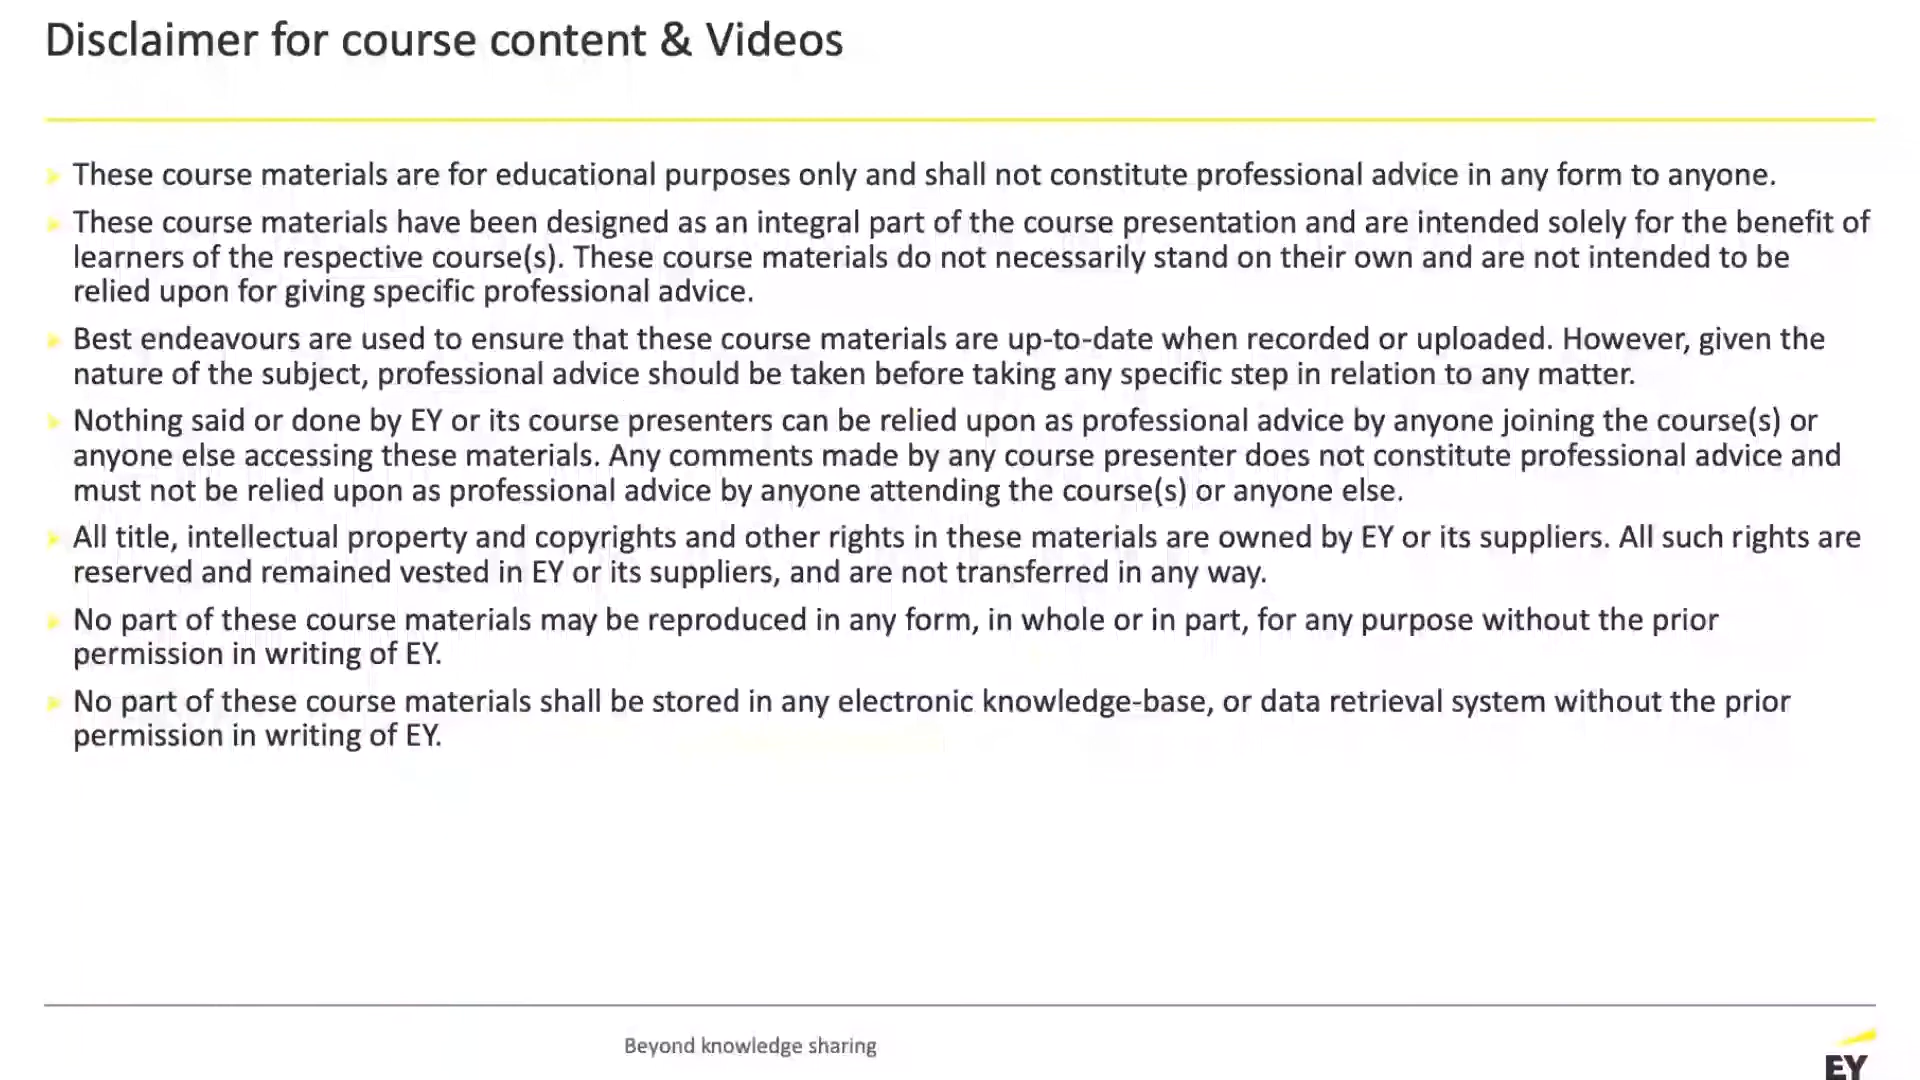 Disclaimer for course content & Videos
These course materials are for educational purposes only and shall not constitute professional advice in any form to anyone.
These course materials have been designed as an integral part of the course presentation and are intended solely for the benefit of
learners of the respective course(s). These course materials do not necessarily stand on their own and are not intended to be
relied upon for giving specific professional advice.
Best endeavours are used to ensure that these course materials are up-to-date when recorded or uploaded. However, given the
nature of the subject, professional advice should be taken before taking any specific step in relation to any matter.
Nothing said or done by EY or its course presenters can be relied upon as professional advice by anyone joining the course(s) or
anyone else accessing these materials. Any comments made by any course presenter does not constitute professional advice and
must not be relied upon as professional advice by anyone attending the course(s) or anyone else.
All title, intellectual property and copyrights and other rights in these materials are owned by EY or its suppliers. All such rights are
reserved and remained vested in EY or its suppliers, and are not transferred in any way.
No part of these course materials may be reproduced in any form, in whole or in part, for any purpose without the prior
permission in writing of EY.
No part of these course materials shall be stored in any electronic knowledge-base, or data retrieval system without the prior
permission in writing of EY.
Beyond knowledge sharing
EY